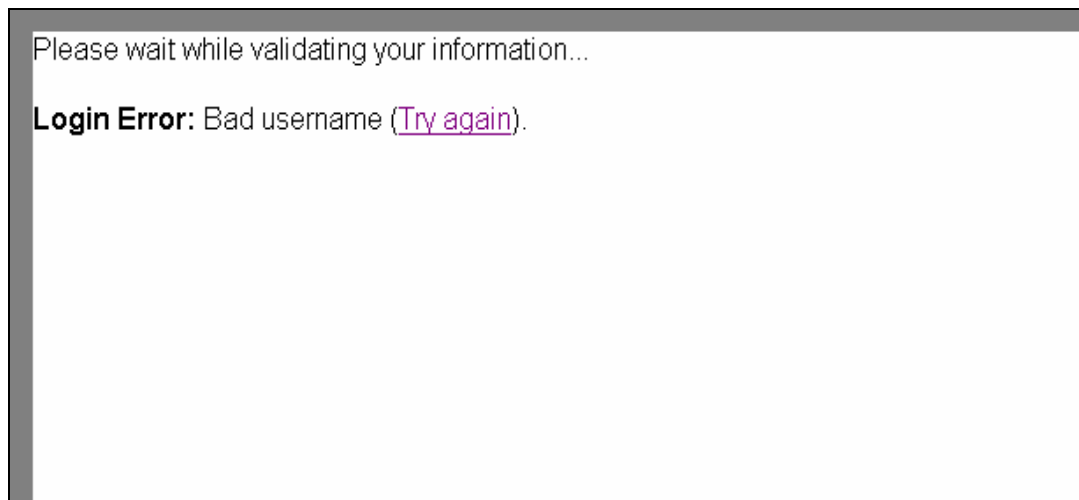 Please wait while validating your information...
Login Error: Bad username (Try again).